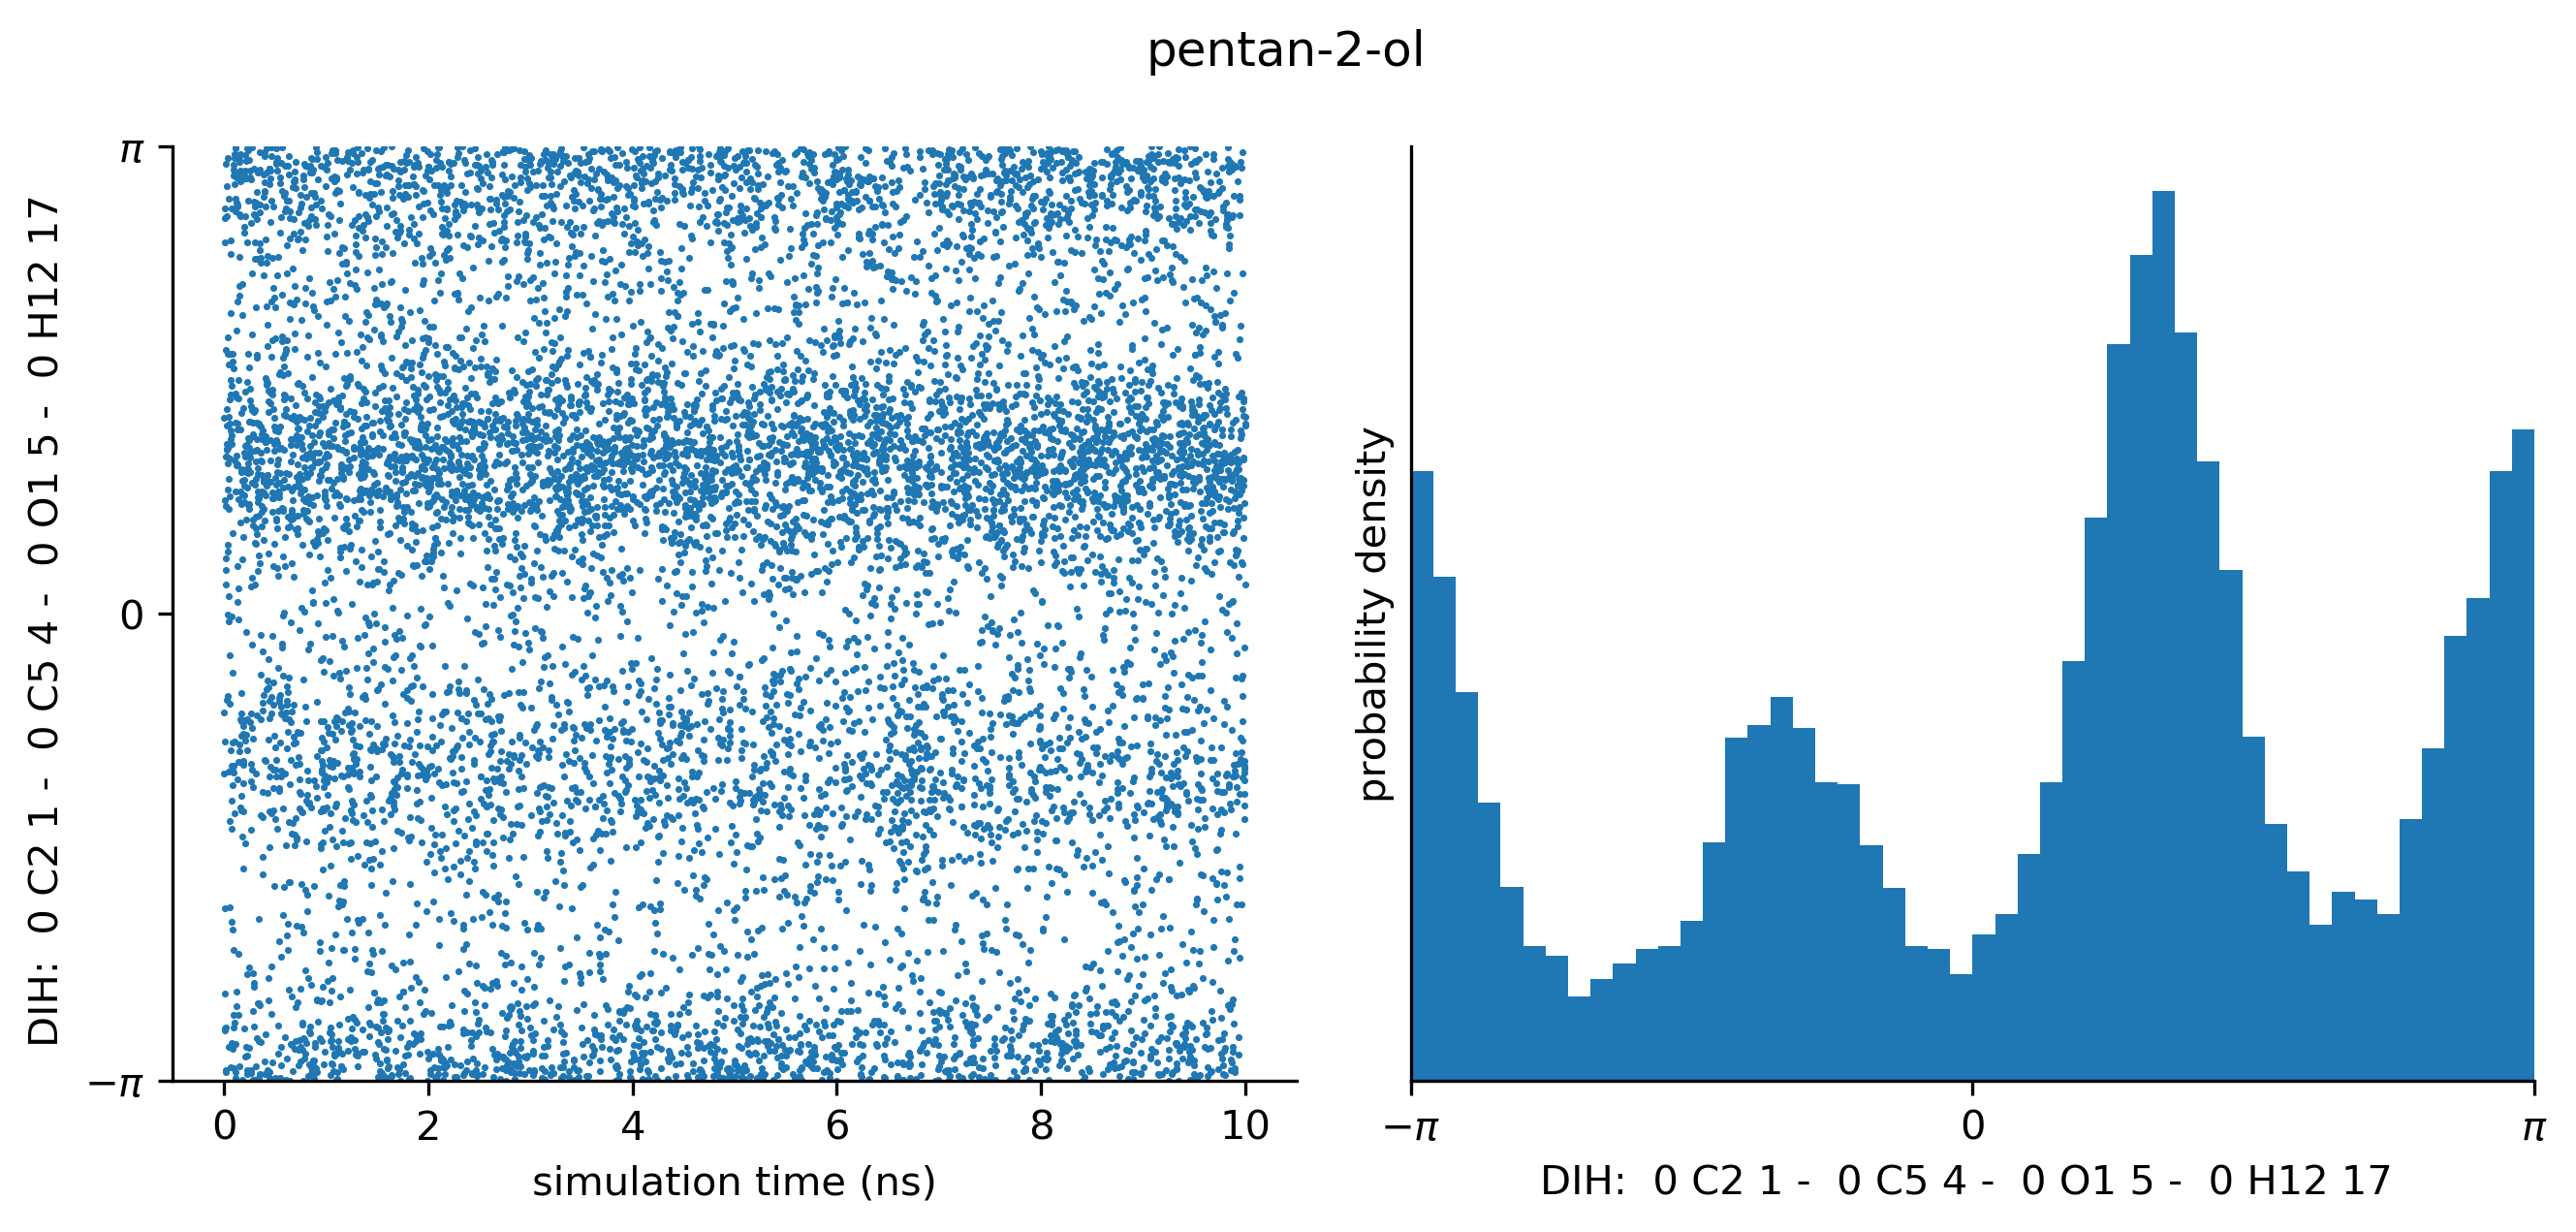 pentan-2-ol
DIH:  0 C2 1 -  0 C5 4 -  0 O1 5 -  0 H12 17
π
0
−π
0 2 4 6 8 10
simulation time (ns)
probability density
−π 0 π
DIH:  0 C2 1 -  0 C5 4 -  0 O1 5 -  0 H12 17